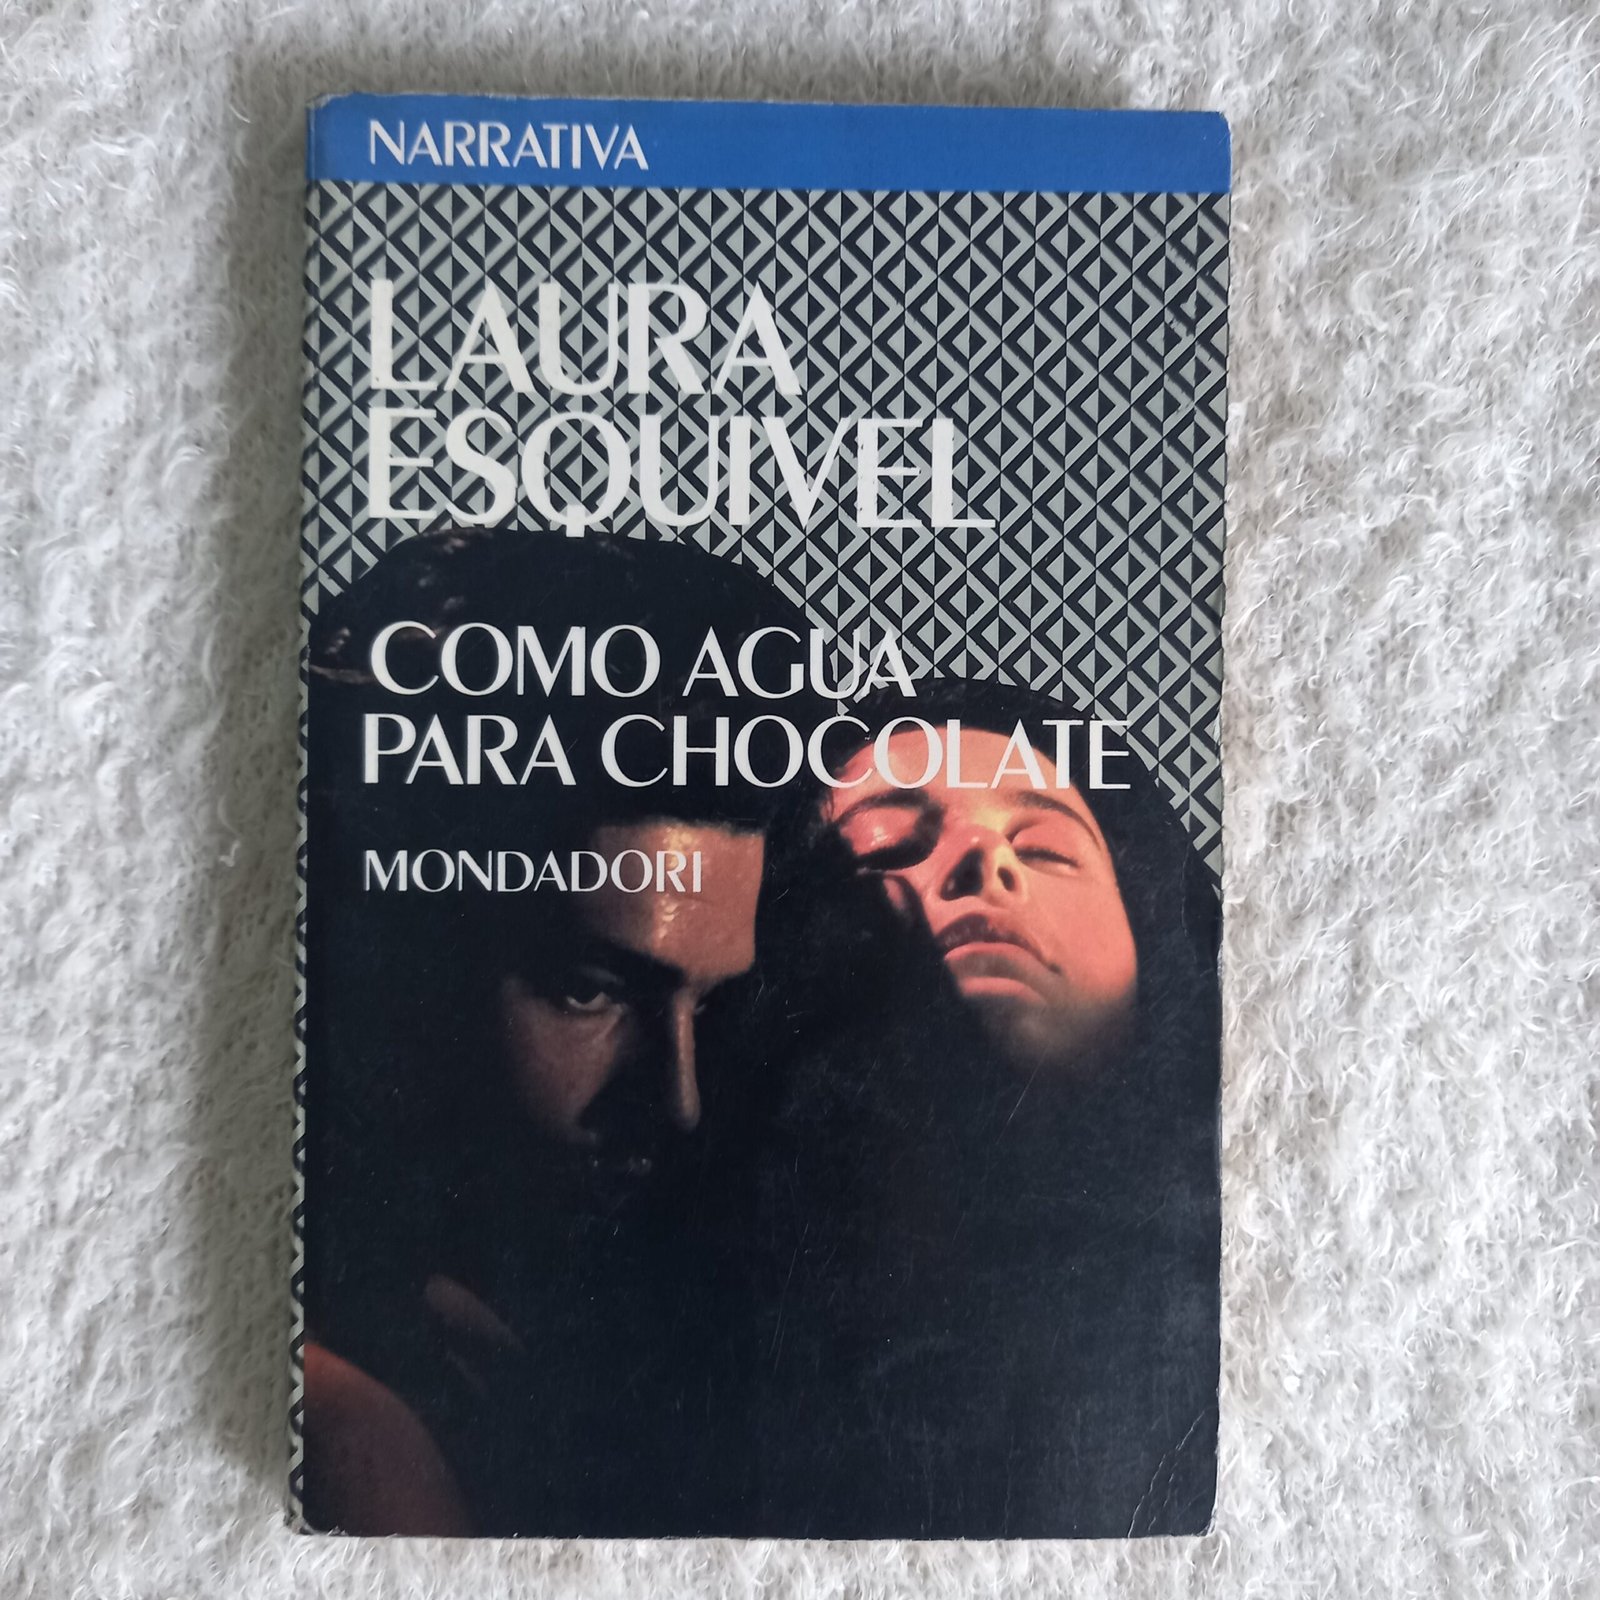 NARRATIVA
LAURA
ESQUIVEL
COMO AGUA
PARA CHOCOLATE
MONDADORI